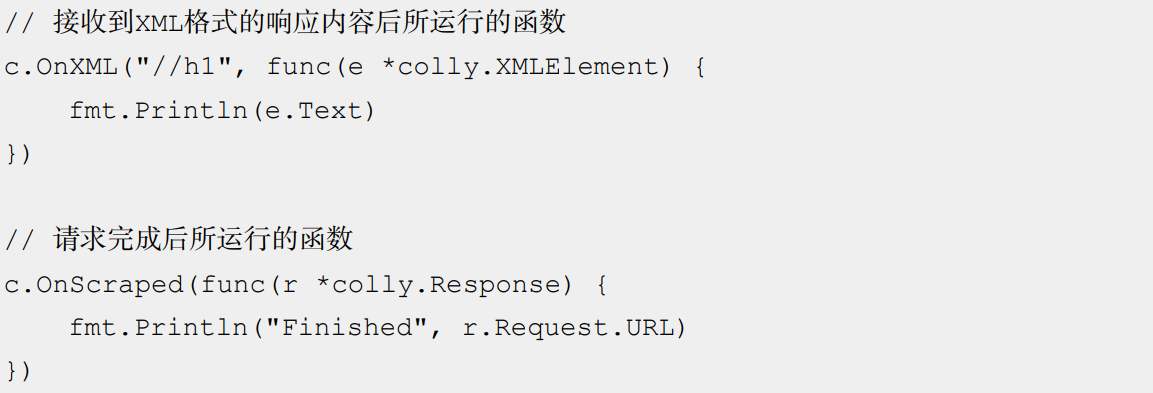 // 接收到XML格式的响应内容后所运行的函数
c.OnXML("//h1", func(e *colly.XMLElement) {
    fmt.Println(e.Text)
})
// 请求完成后所运行的函数
c.OnScraped(func(r *colly.Response) {
    fmt.Println("Finished", r.Request.URL)
})